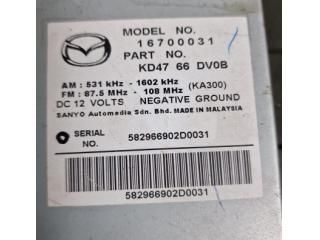 MODEL NO.
16700031
PART NO.
KD47 66 DV0B
AM : 531 kHz - 1602 kHz
FM : 87.5 MHz - 108 MHz (KA300)
DC 12 VOLTS NEGATIVE GROUND
SANYO Automedia Sdn. Bhd. MADE IN MALAYSIA
SERIAL NO. 582966902D0031
582966902D0031